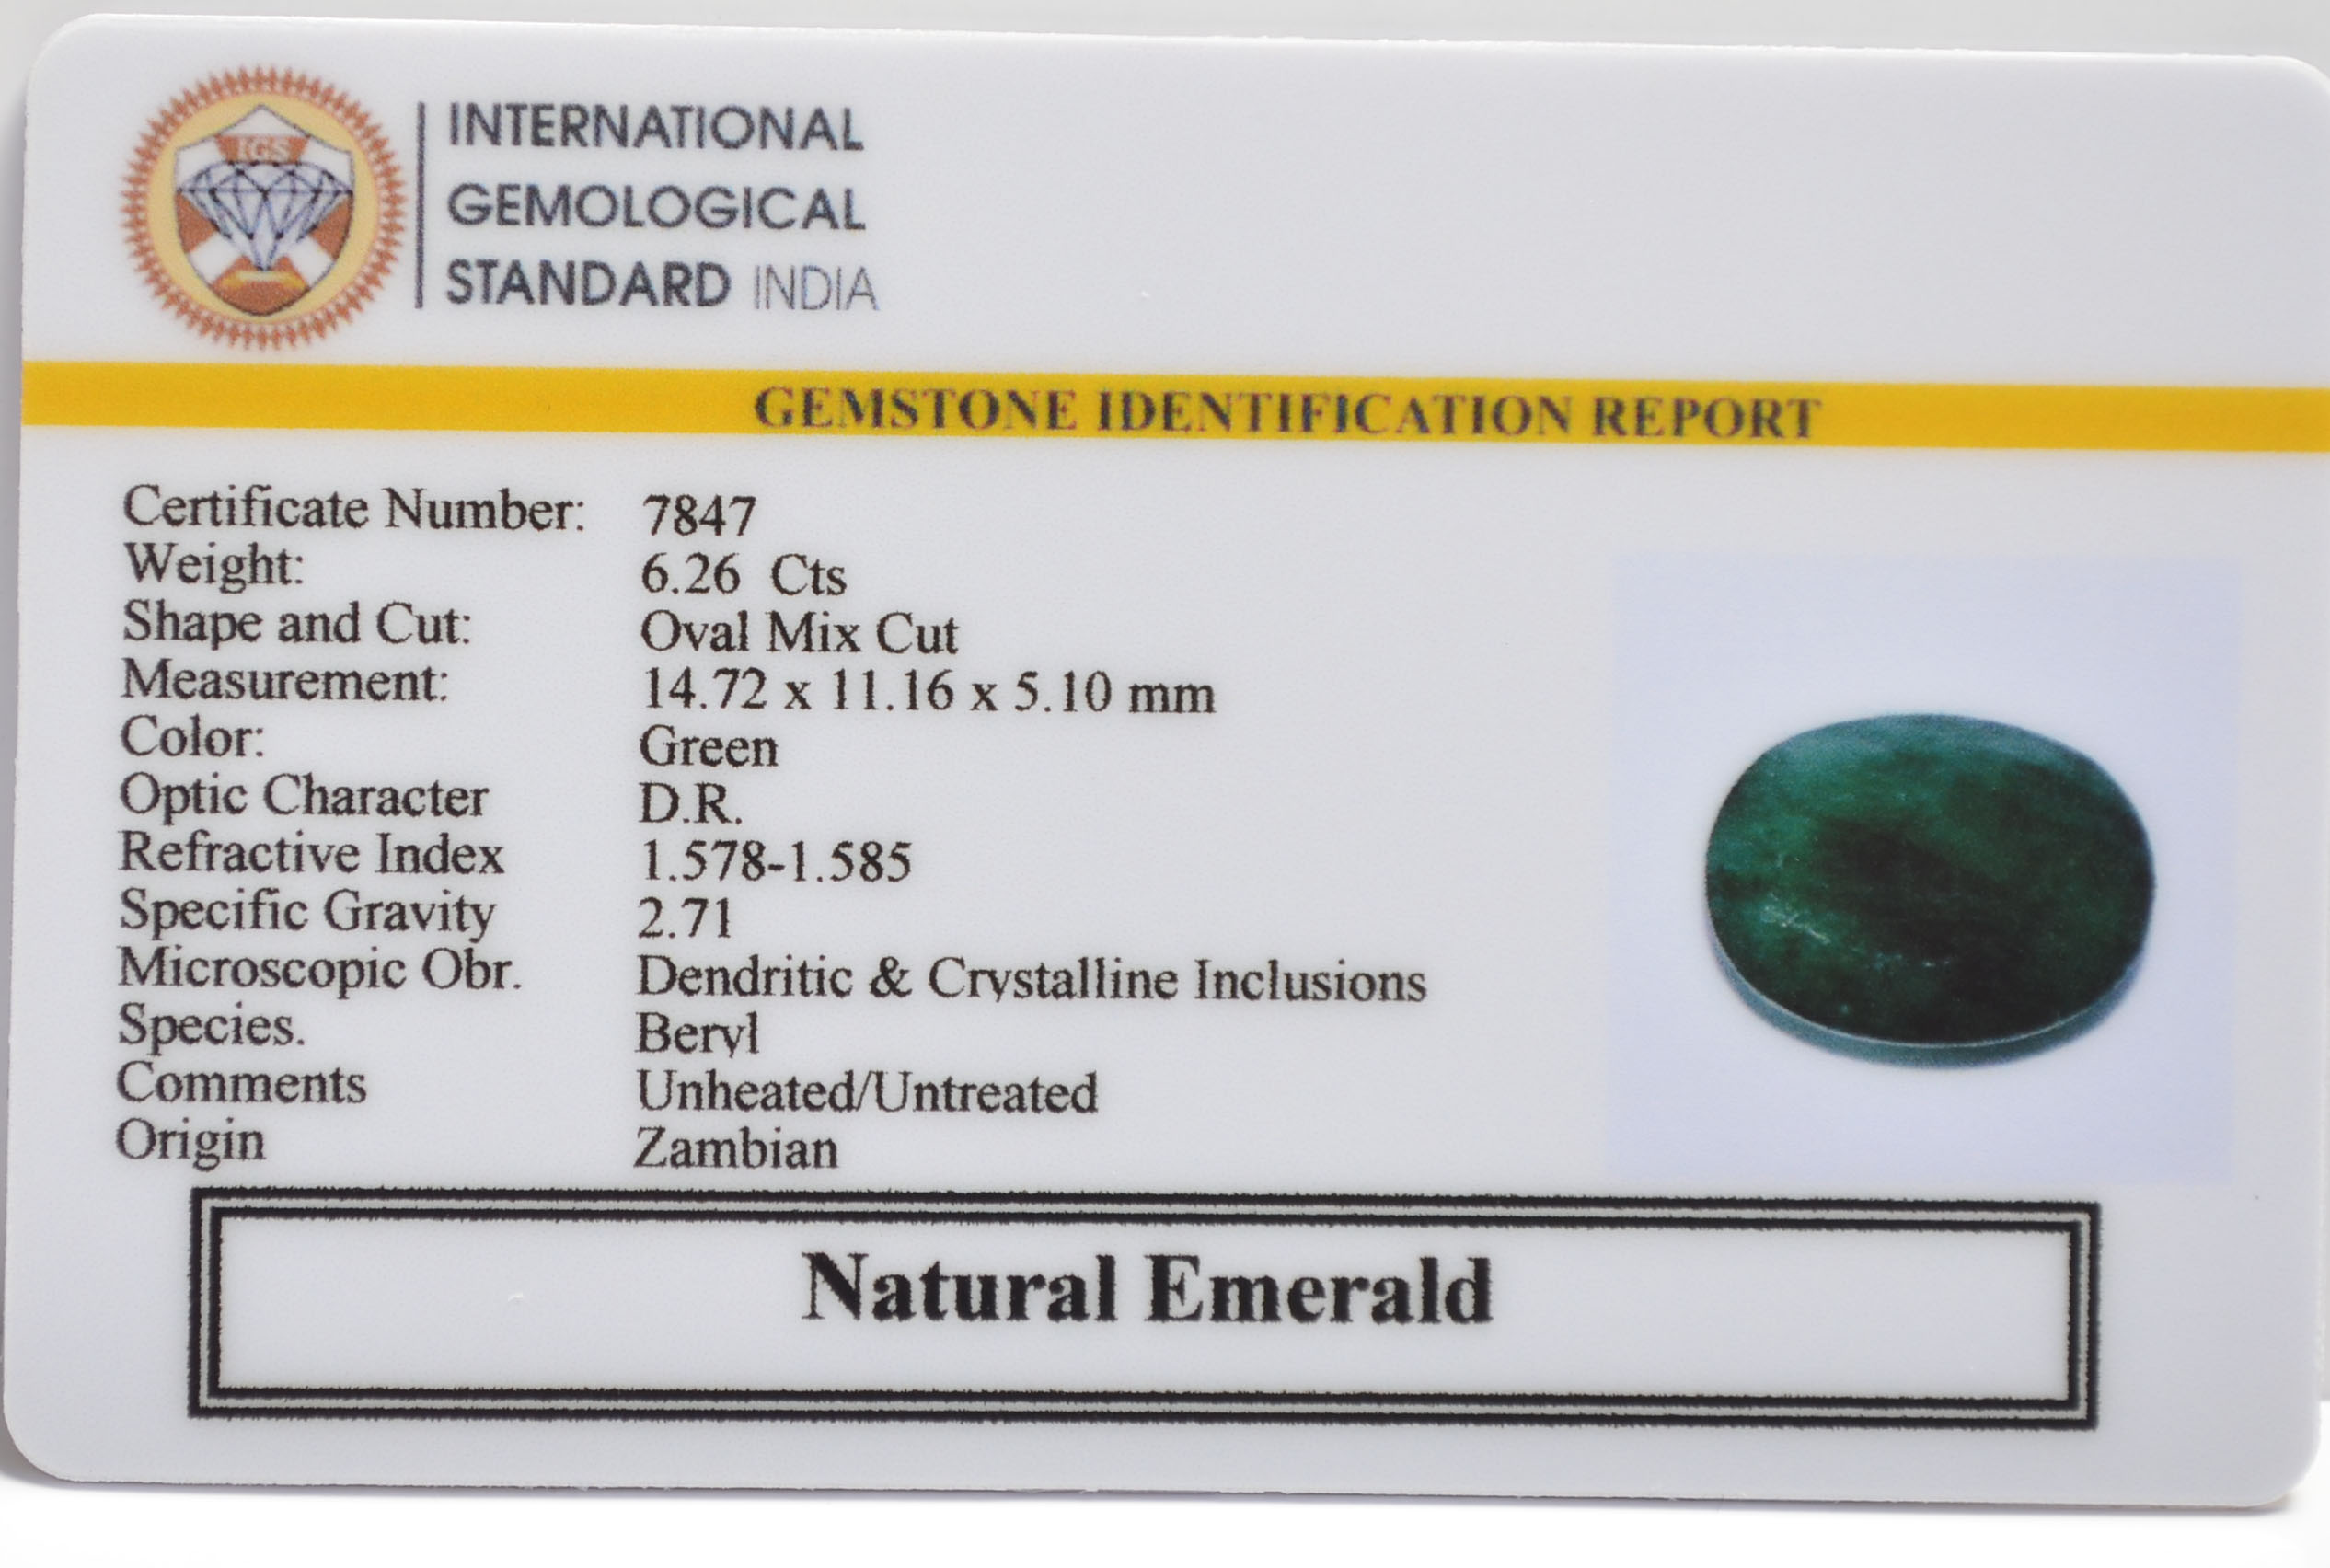 IGS
INTERNATIONAL
GEMOLOGICAL
STANDARD INDIA
GEMSTONE IDENTIFICATION REPORT
Certificate Number: 7847
Weight: 6.26 Cts
Shape and Cut: Oval Mix Cut
Measurement: 14.72 x 11.16 x 5.10 mm
Color: Green
Optic Character D.R.
Refractive Index 1.578-1.585
Specific Gravity 2.71
Microscopic Obr. Dendritic & Crystalline Inclusions
Species. Beryl
Comments Unheated/Untreated
Origin Zambian
Natural Emerald